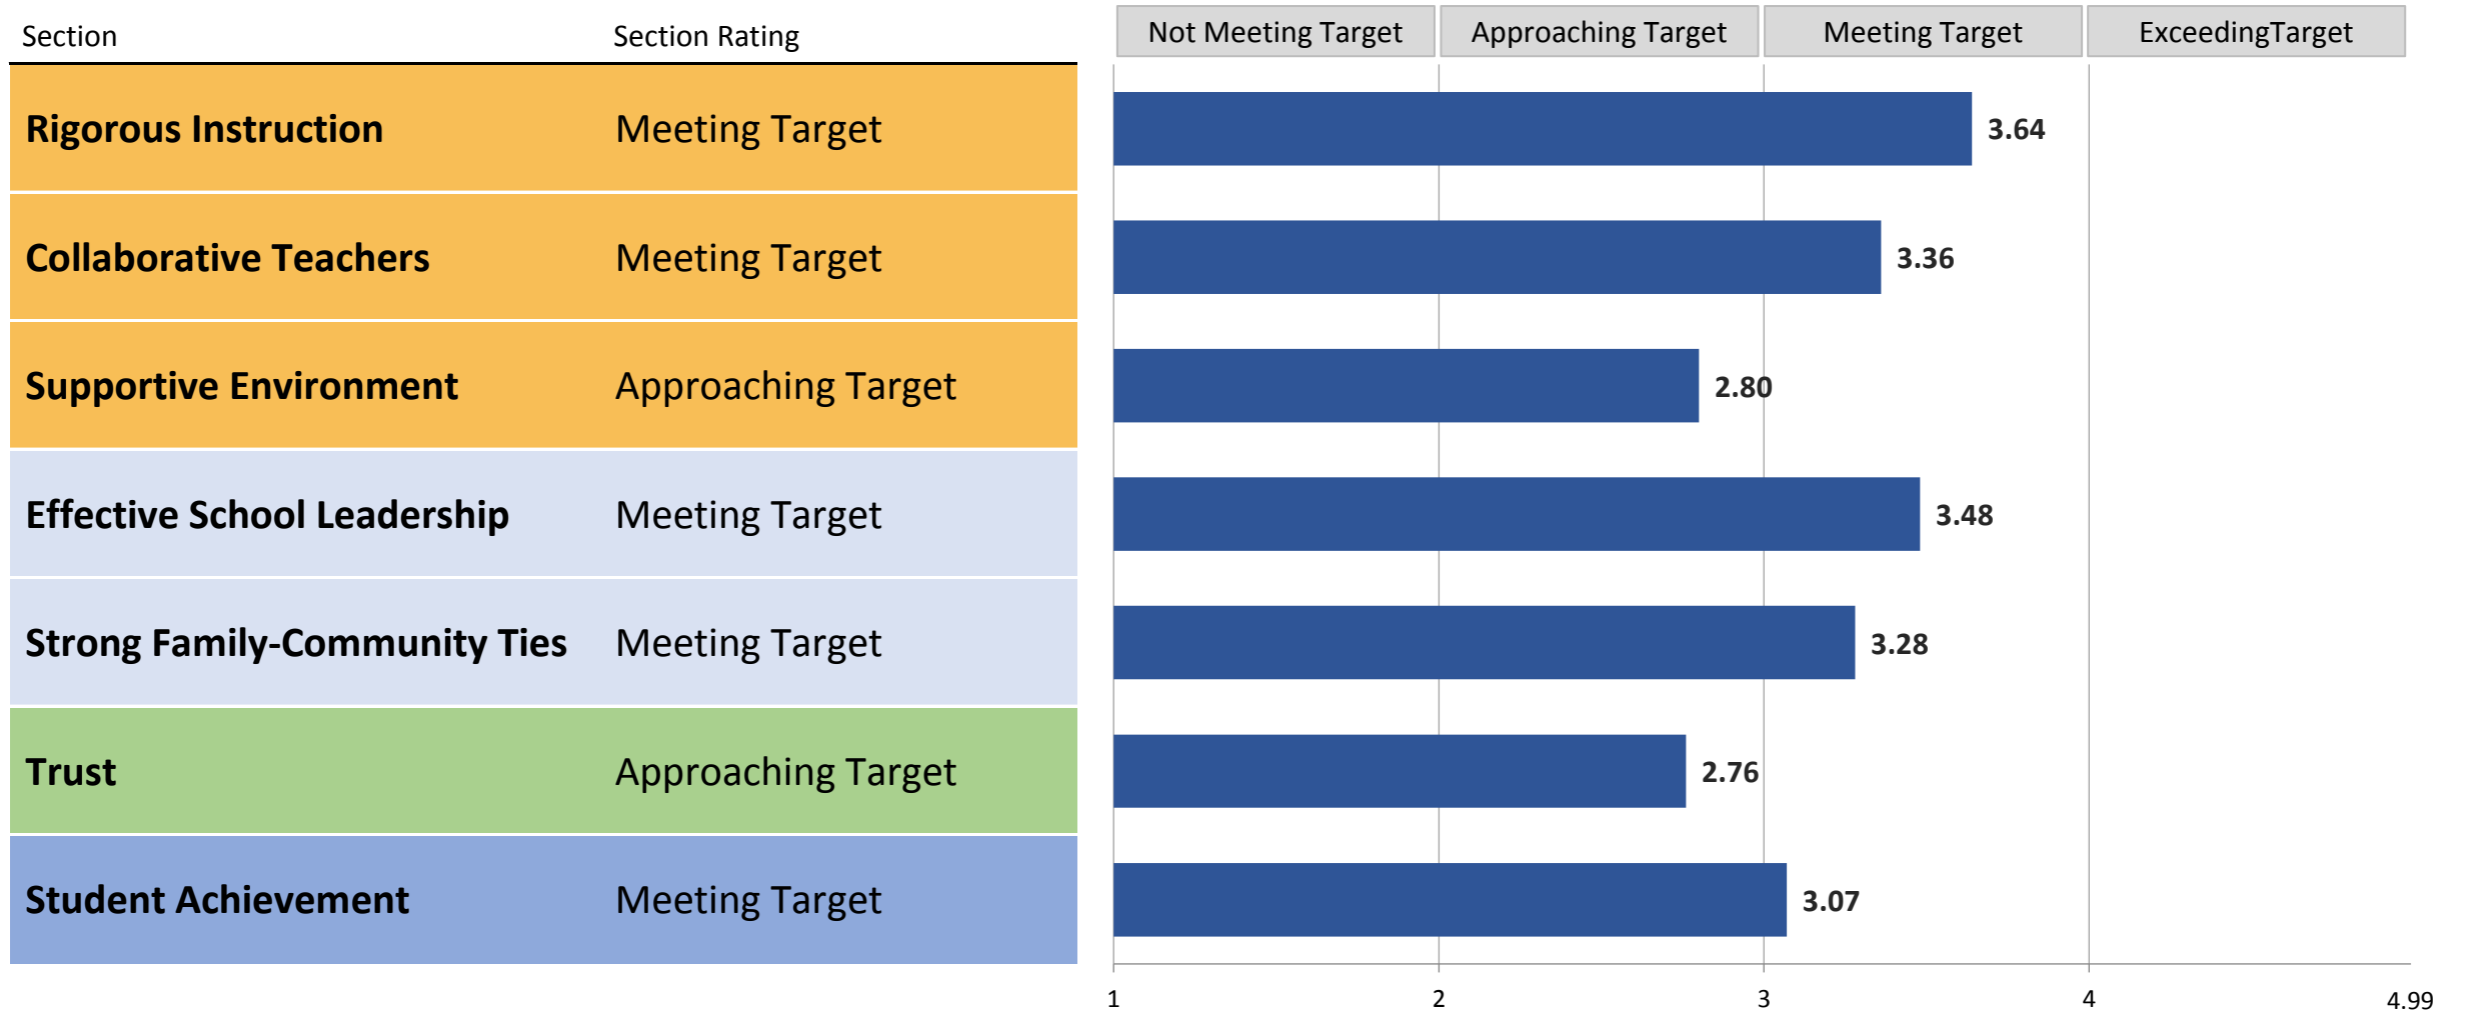 Section Section Rating Not Meeting Target Approaching Target Meeting Target ExceedingTarget
Rigorous Instruction Meeting Target 3.64
Collaborative Teachers Meeting Target 3.36
Supportive Environment Approaching Target 2.80
Effective School Leadership Meeting Target 3.48
Strong Family-Community Ties Meeting Target 3.28
Trust Approaching Target 2.76
Student Achievement Meeting Target 3.07
1 2 3 4 4.99